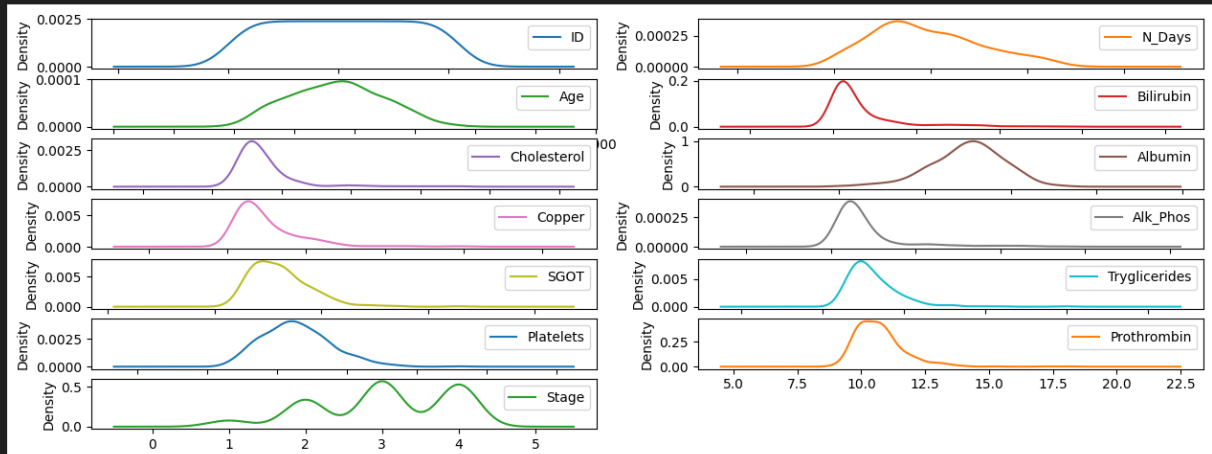 Density
0.0025
ID
Density
0.00025
0.00000
N_Days
Density
0.0001
0.0000
Age
Density
0.2
0.0
Bilirubin
000
Density
0.0025
0.0000
Cholesterol
Density
1
0
Albumin
Density
0.005
0.000
Copper
Density
0.00025
0.00000
Alk_Phos
Density
0.005
0.000
SGOT
Density
0.005
0.000
Tryglicerides
Density
0.0025
0.0000
Platelets
Density
0.25
0.00
Prothrombin
5.0 7.5 10.0 12.5 15.0 17.5 20.0 22.5
Density
0.5
0.0
Stage
0 1 2 3 4 5